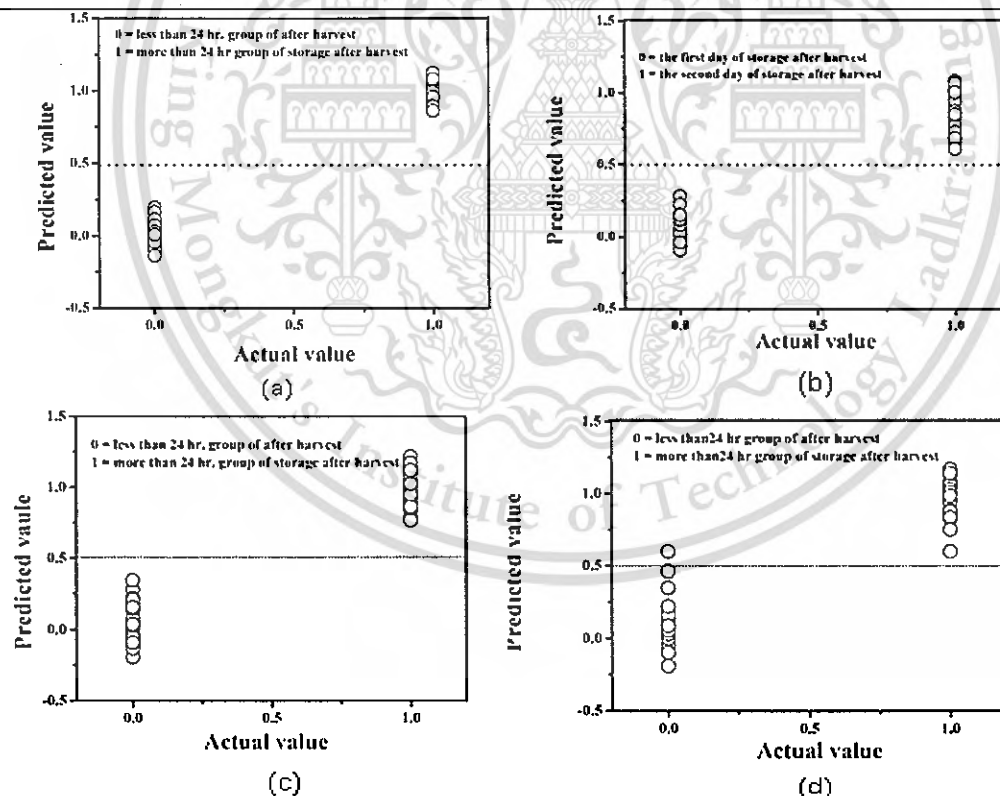 0 = less than 24 hr. group of after harvest
1 = more than 24 hr group of storage after harvest
1.5
1.0
0.5
0.0
-0.5
Predicted value
0.0
0.5
1.0
Actual value
(a)
0 = the first day of storage after harvest
1 = the second day of storage after harvest
1.5
1.0
0.5
0.0
-0.5
Predicted value
0.0
0.5
1.0
Actual value
(b)
0 = less than 24 hr, group of after harvest
1 = more than 24 hr, group of storage after harvest
1.5
1.0
0.5
0.0
-0.5
Predicted vaule
0.0
0.5
1.0
Actual value
(c)
0 = less than24 hr group of after harvest
1 = more than24 hr group of storage after harvest
1.5
1.0
0.5
0.0
-0.5
Predicted value
0.0
0.5
1.0
Actual value
(d)
King Mongkut's Institute of Technology Ladkrabang